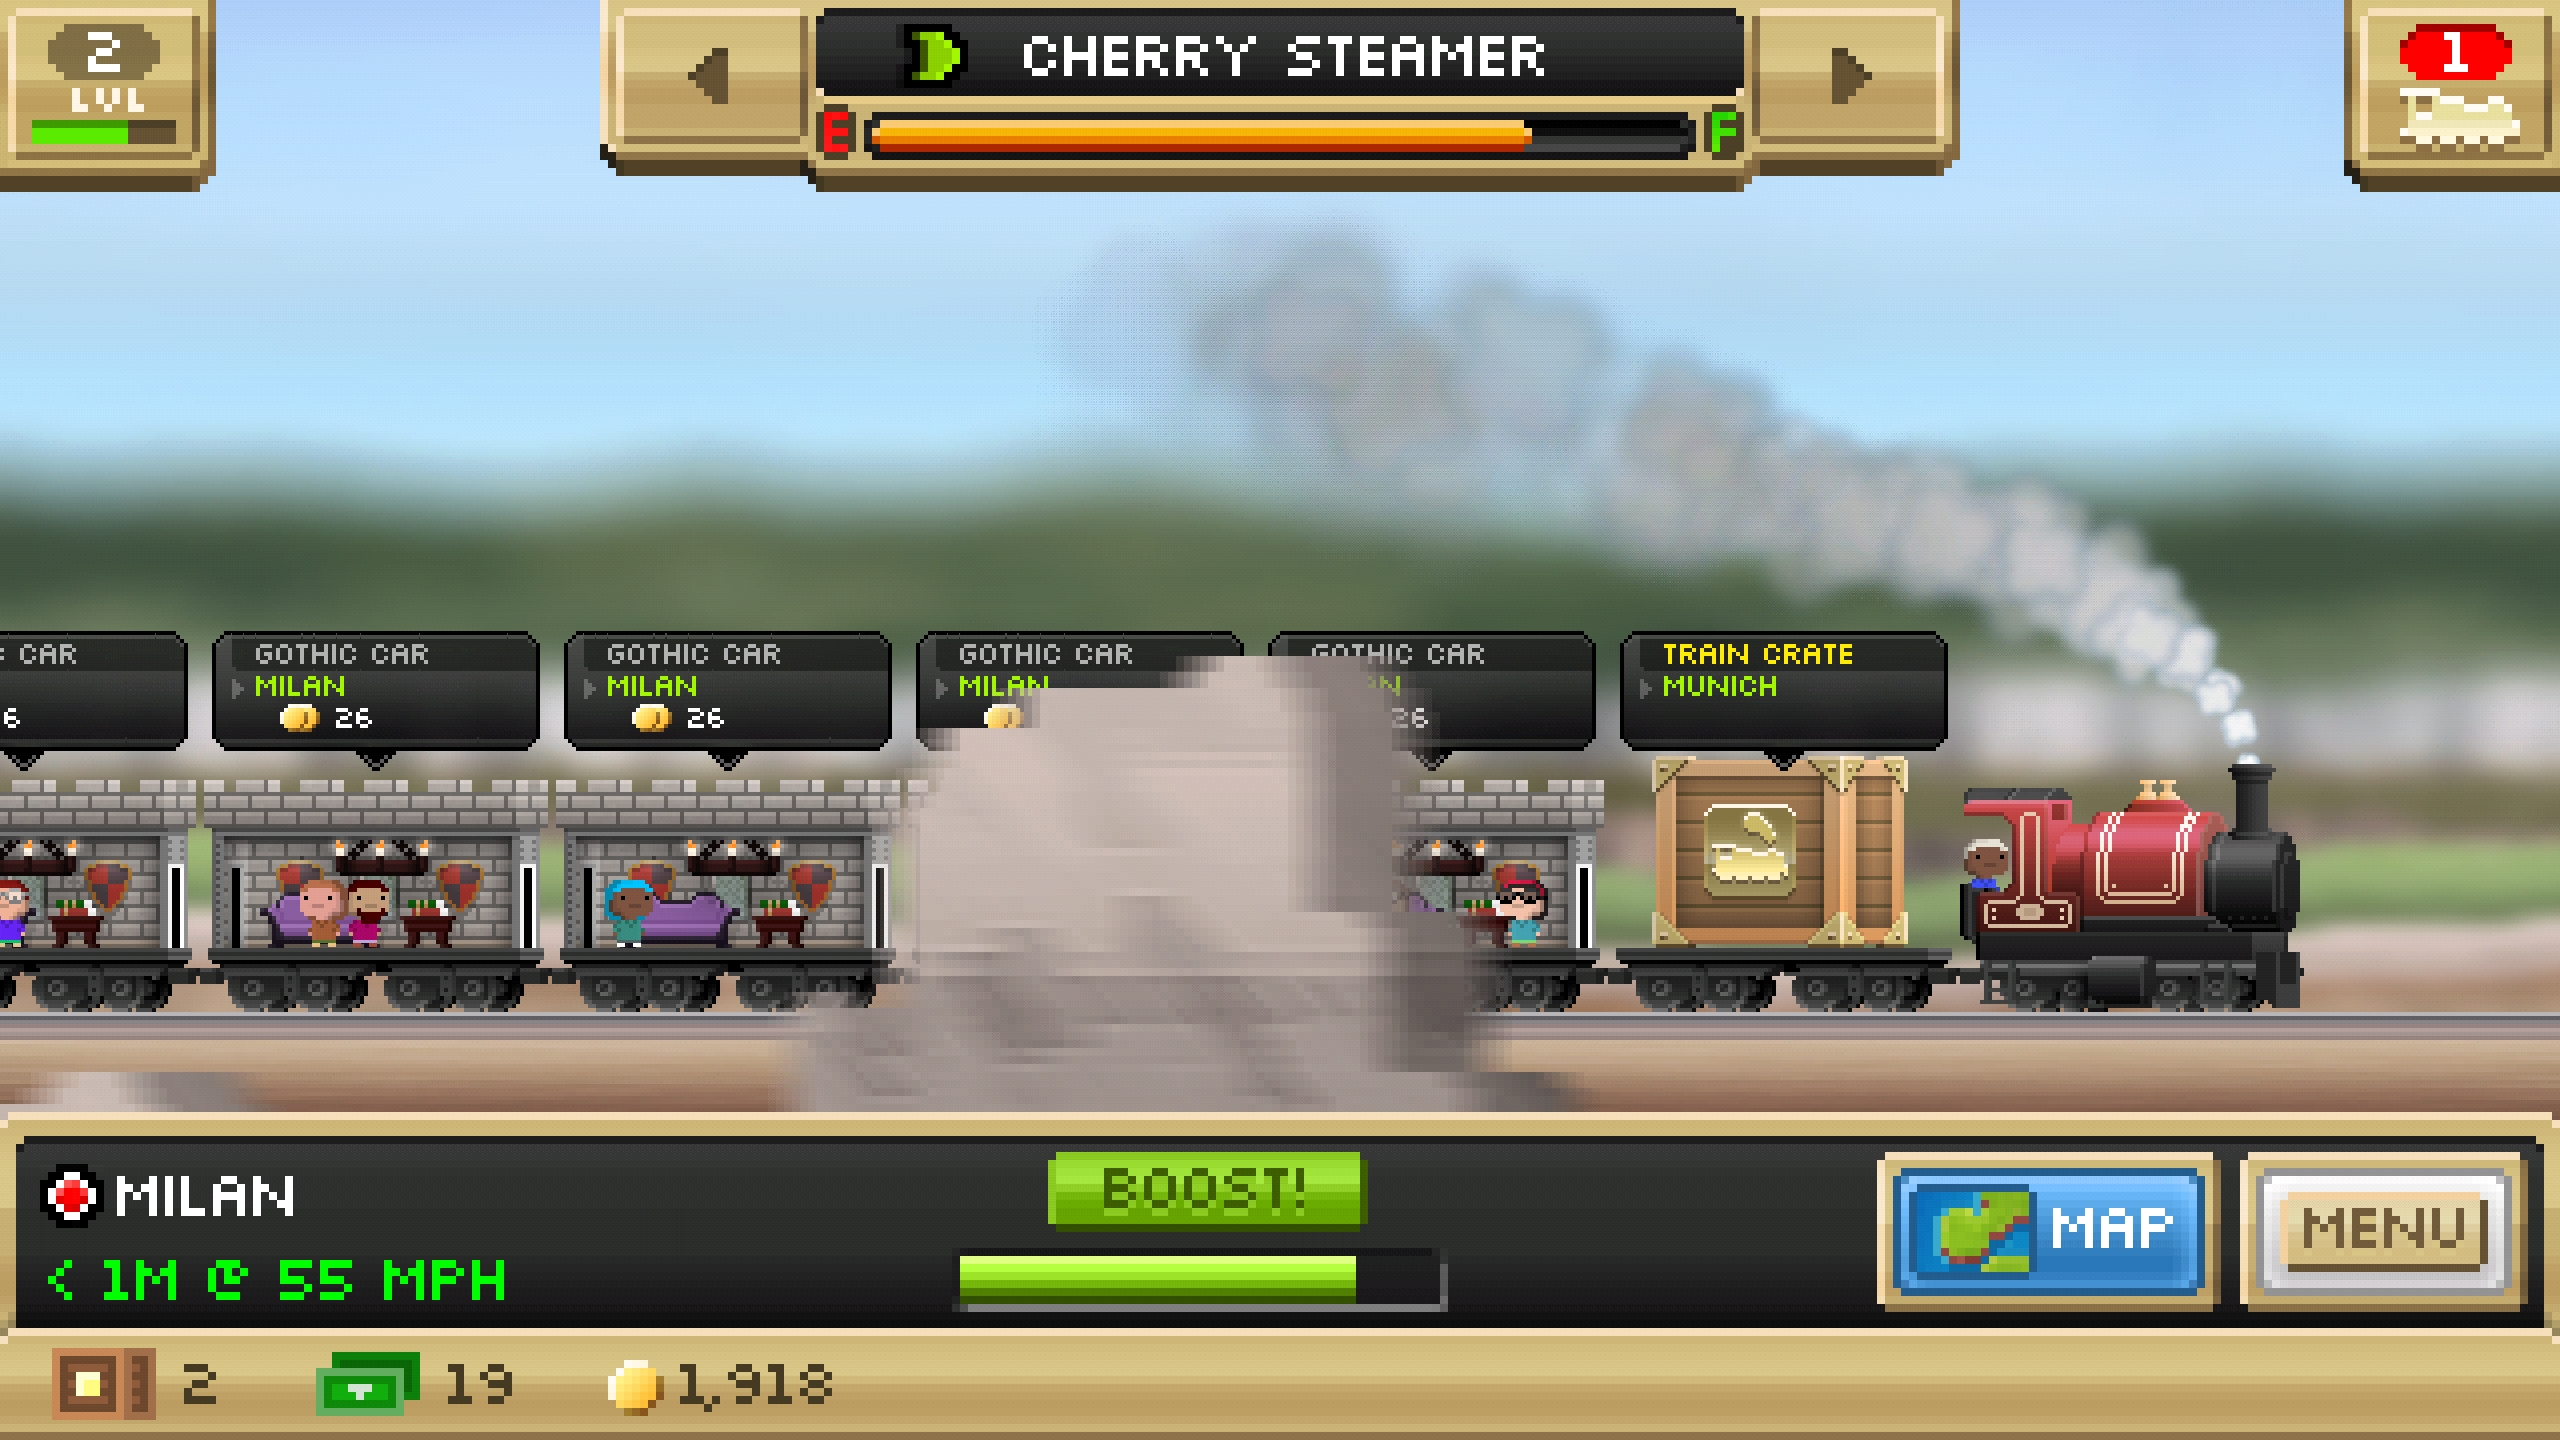 2
LVL
CHERRY STEAMER
E
F
1
CAR
6
GOTHIC CAR
MILAN
26
GOTHIC CAR
MILAN
26
GOTHIC CAR
MILAN
GOTHIC CAR
26
TRAIN CRATE
MUNICH
MILAN
< 1M @ 55 MPH
BOOST!
MAP
MENU
2
19
1,918